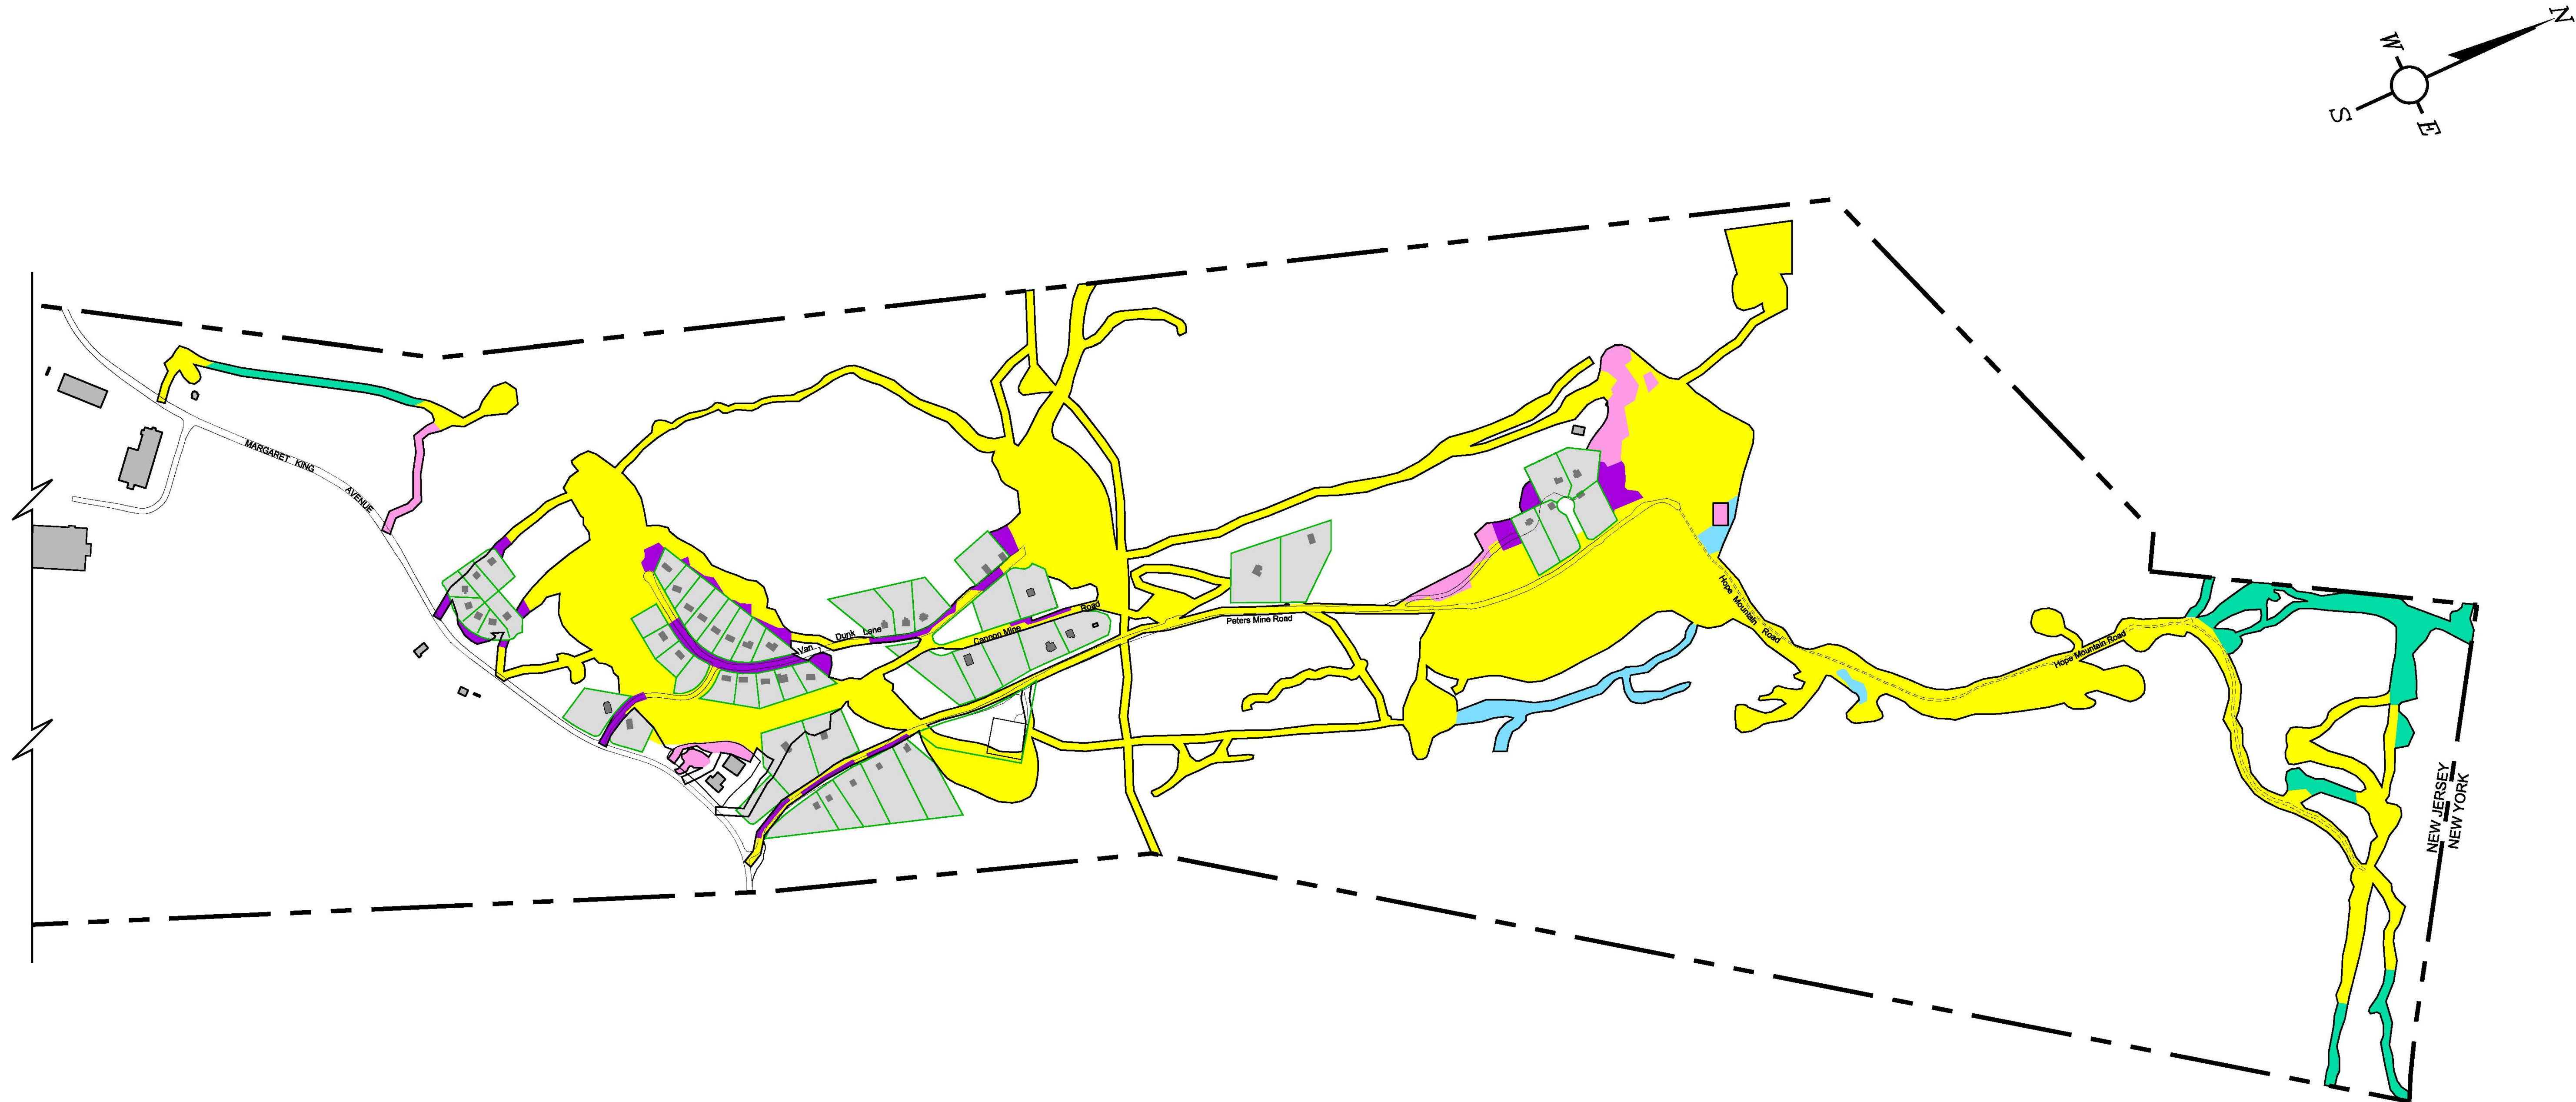 N
W
S
E
MARGARET KING
AVENUE
Dunk Lane
Van
Cannon Mine
Road
Peters Mine Road
Hope Mountain Road
Hope Mountain Road
NEW JERSEY
NEW YORK